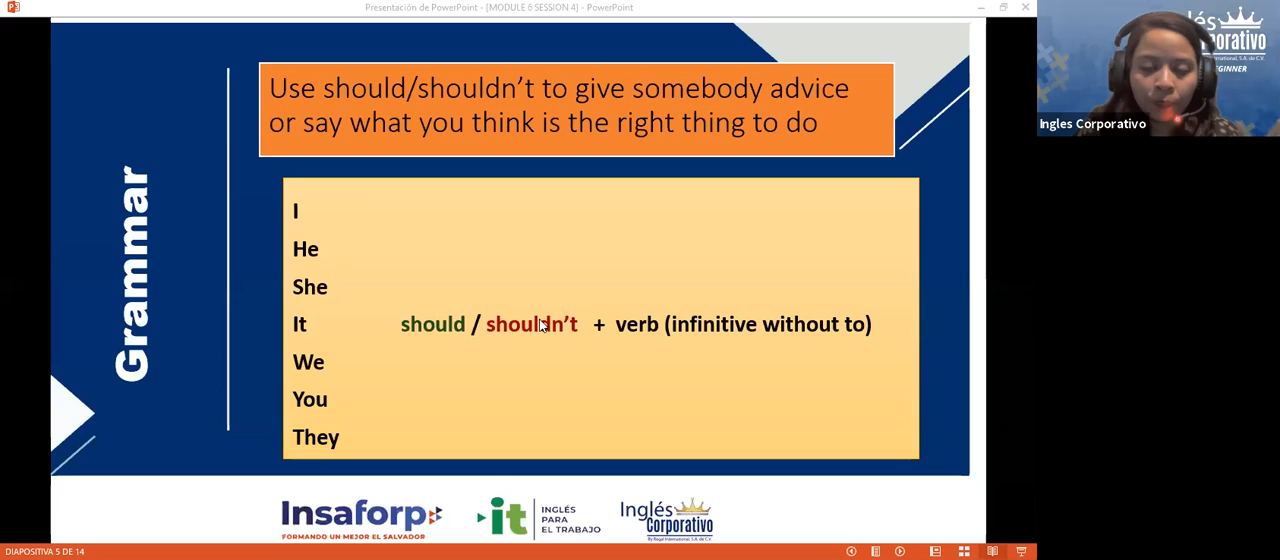 Presentación de PowerPoint - [MODULE 6 SESSION 4] - PowerPoint
Use should/shouldn't to give somebody advice
or say what you think is the right thing to do
Grammar
I
He
She
It should / shouldn't + verb (infinitive without to)
We
You
They
Insaforp
FORMANDO UN MEJOR EL SALVADOR
it
INGLÉS
PARA
EL TRABAJO
Inglés
Corporativo
DIAPOSITIVA 5 DE 14
Ingles Corporativo